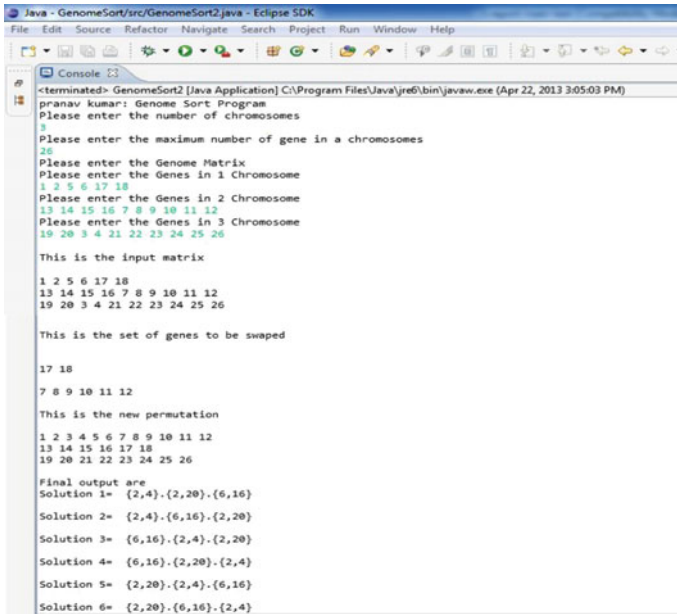 Java - GenomeSort/src/GenomeSort2.java - Eclipse SDK
File Edit Source Refactor Navigate Search Project Run Window Help
Console
<terminated> GenomeSort2 [Java Application] C:\Program Files\Java\jre6\bin\javaw.exe (Apr 22, 2013 3:05:03 PM)
pranav kumar: Genome Sort Program
Please enter the number of chromosomes
3
Please enter the maximum number of gene in a chromosomes
26
Please enter the Genome Matrix
Please enter the Genes in 1 Chromosome
1 2 5 6 17 18
Please enter the Genes in 2 Chromosome
13 14 15 16 7 8 9 10 11 12
Please enter the Genes in 3 Chromosome
19 20 3 4 21 22 23 24 25 26
This is the input matrix
1 2 5 6 17 18
13 14 15 16 7 8 9 10 11 12
19 20 3 4 21 22 23 24 25 26
This is the set of genes to be swaped
17 18
7 8 9 10 11 12
This is the new permutation
1 2 3 4 5 6 7 8 9 10 11 12
13 14 15 16 17 18
19 20 21 22 23 24 25 26
Final output are
Solution 1= {2,4}.{2,20}.{6,16}
Solution 2= {2,4}.{6,16}.{2,20}
Solution 3= {6,16}.{2,4}.{2,20}
Solution 4= {6,16}.{2,20}.{2,4}
Solution 5= {2,20}.{2,4}.{6,16}
Solution 6= {2,20}.{6,16}.{2,4}